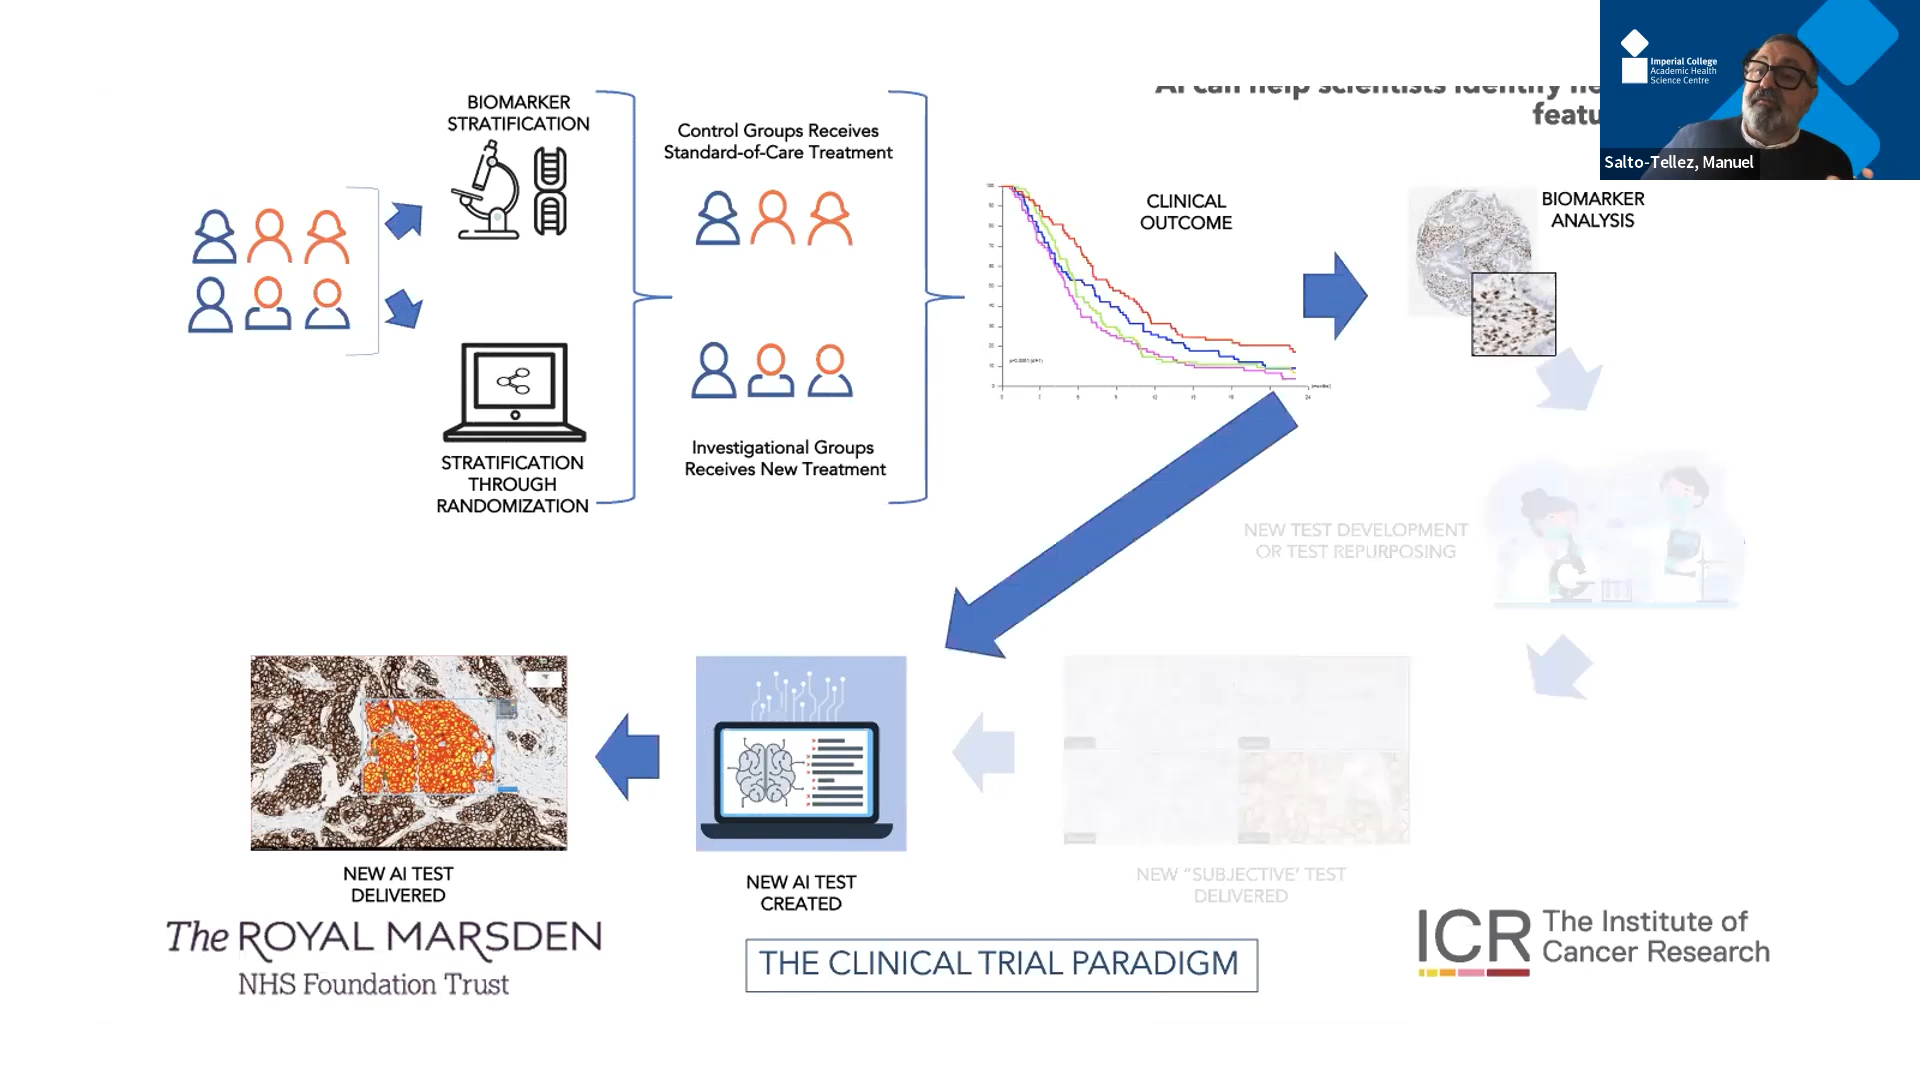 Imperial College
Academic Health
Science Centre
Salto-Tellez, Manuel
AI can help scientists identify
BIOMARKER
STRATIFICATION
STRATIFICATION
THROUGH
RANDOMIZATION
Control Groups Receives
Standard-of-Care Treatment
Investigational Groups
Receives New Treatment
CLINICAL
OUTCOME
BIOMARKER
ANALYSIS
NEW TEST DEVELOPMENT
OR TEST REPURPOSING
NEW "SUBJECTIVE' TEST
DELIVERED
NEW AI TEST
CREATED
NEW AI TEST
DELIVERED
The ROYAL MARSDEN
NHS Foundation Trust
THE CLINICAL TRIAL PARADIGM
ICR The Institute of
Cancer Research